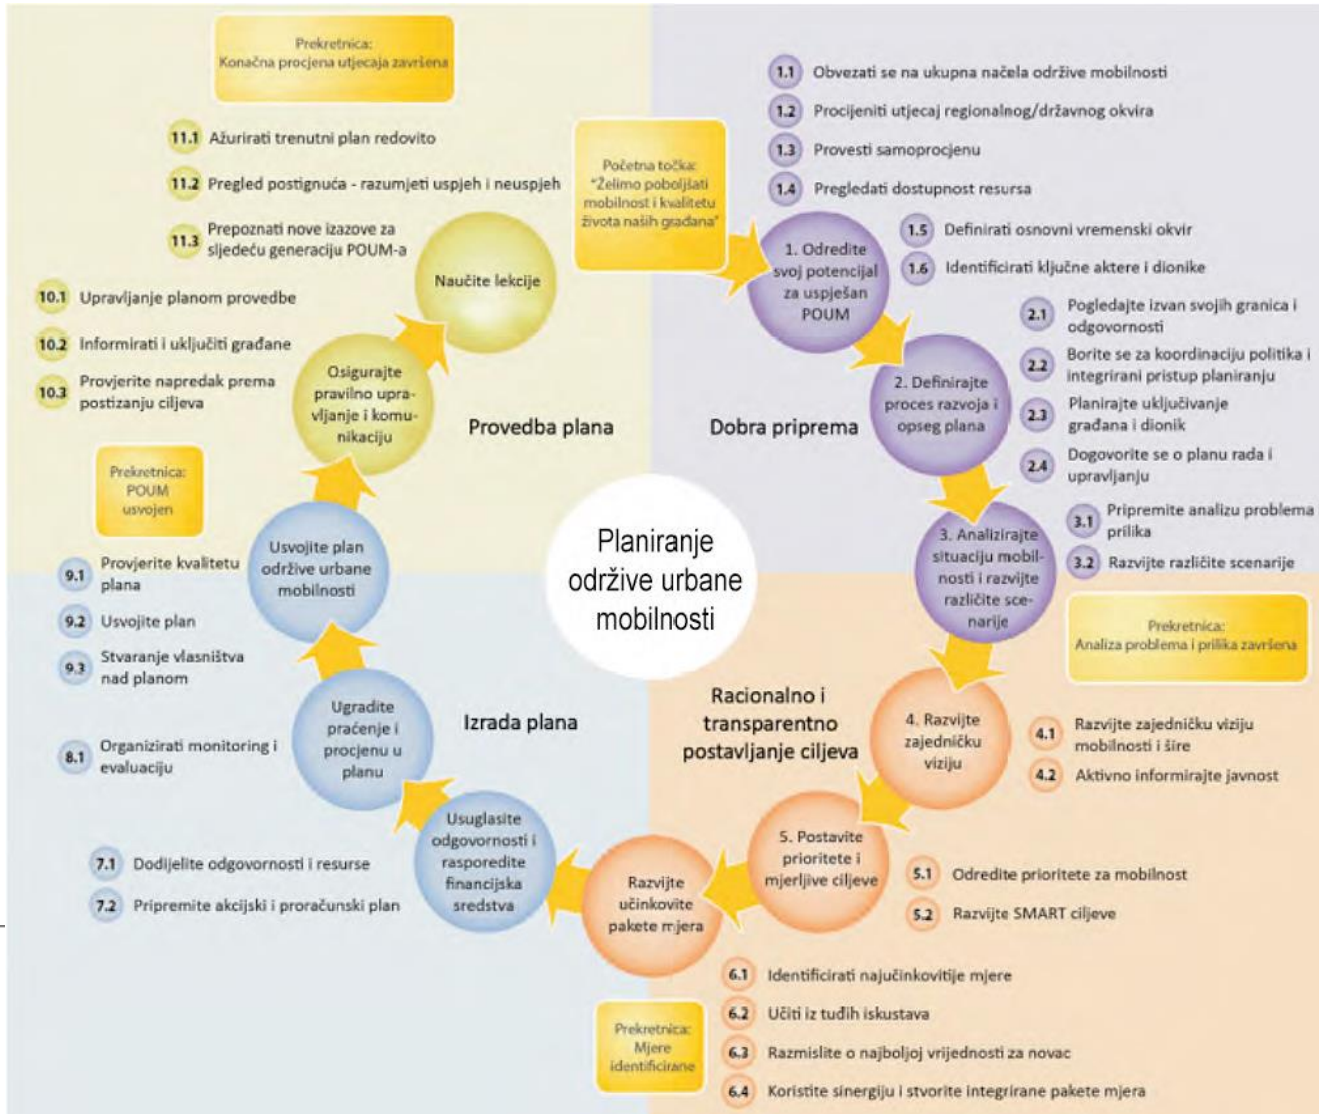 Prekretnica:
Konačna procjena utjecaja završena
11.1 Ažurirati trenutni plan redovito
11.2 Pregled postignuća - razumjeti uspjeh i neuspjeh
11.3 Prepoznati nove izazove za
sljedeću generaciju POUM-a
Početna točka:
"Želimo poboljšati
mobilnost i kvalitetu
života naših građana"
1.1 Obvezati se na ukupna načela održive mobilnosti
1.2 Procijeniti utjecaj regionalnog/državnog okvira
1.3 Provesti samoprocjenu
1.4 Pregledati dostupnost resursa
1.5 Definirati osnovni vremenski okvir
1.6 Identificirati ključne aktere i dionike
1. Odredite
svoj potencijal
za uspješan
POUM
Naučite lekcije
10.1 Upravljanje planom provedbe
10.2 Informirati i uključiti građane
10.3 Provjerite napredak prema
postizanju ciljeva
Osigurajte
pravilno upra-
vljanje i komu-
nikaciju
Provedba plana
Dobra priprema
2. Definirajte
proces razvoja i
opseg plana
2.1 Pogledajte izvan svojih granica i
odgovornosti
2.2 Borite se za koordinaciju politika i
integrirani pristup planiranju
2.3 Planirajte uključivanje
građana i dionik
2.4 Dogovorite se o planu rada i
upravljanju
Prekretnica:
POUM
usvojen
Usvojite plan
održive urbane
mobilnosti
Planiranje
održive urbane
mobilnosti
3. Analizirajte
situaciju mobil-
nosti i razvijte
različite sce-
narije
3.1 Pripremite analizu problema
prilika
3.2 Razvijte različite scenarije
Prekretnica:
Analiza problema i prilika završena
9.1 Provjerite kvalitetu
plana
9.2 Usvojite plan
9.3 Stvaranje vlasništva
nad planom
Ugradite
praćenje i
procjenu u
planu
Izrada plana
Racionalno i
transparentno
postavljanje ciljeva
4. Razvijte
zajedničku
viziju
4.1 Razvijte zajedničku viziju
mobilnosti i šire
4.2 Aktivno informirajte javnost
8.1 Organizirati monitoring i
evaluaciju
Usuglasite
odgovornosti i
rasporedite
financijska
sredstva
5. Postavite
prioritete i
mjerljive ciljeve
5.1 Odredite prioritete za mobilnost
5.2 Razvijte SMART ciljeve
7.1 Dodijelite odgovornosti i resurse
7.2 Pripremite akcijski i proračunski plan
Razvijte
učinkovite
pakete mjera
Prekretnica:
Mjere
identificirane
6.1 Identificirati najučinkovitije mjere
6.2 Učiti iz tuđih iskustava
6.3 Razmislite o najboljoj vrijednosti za novac
6.4 Koristite sinergiju i stvorite integrirane pakete mjera